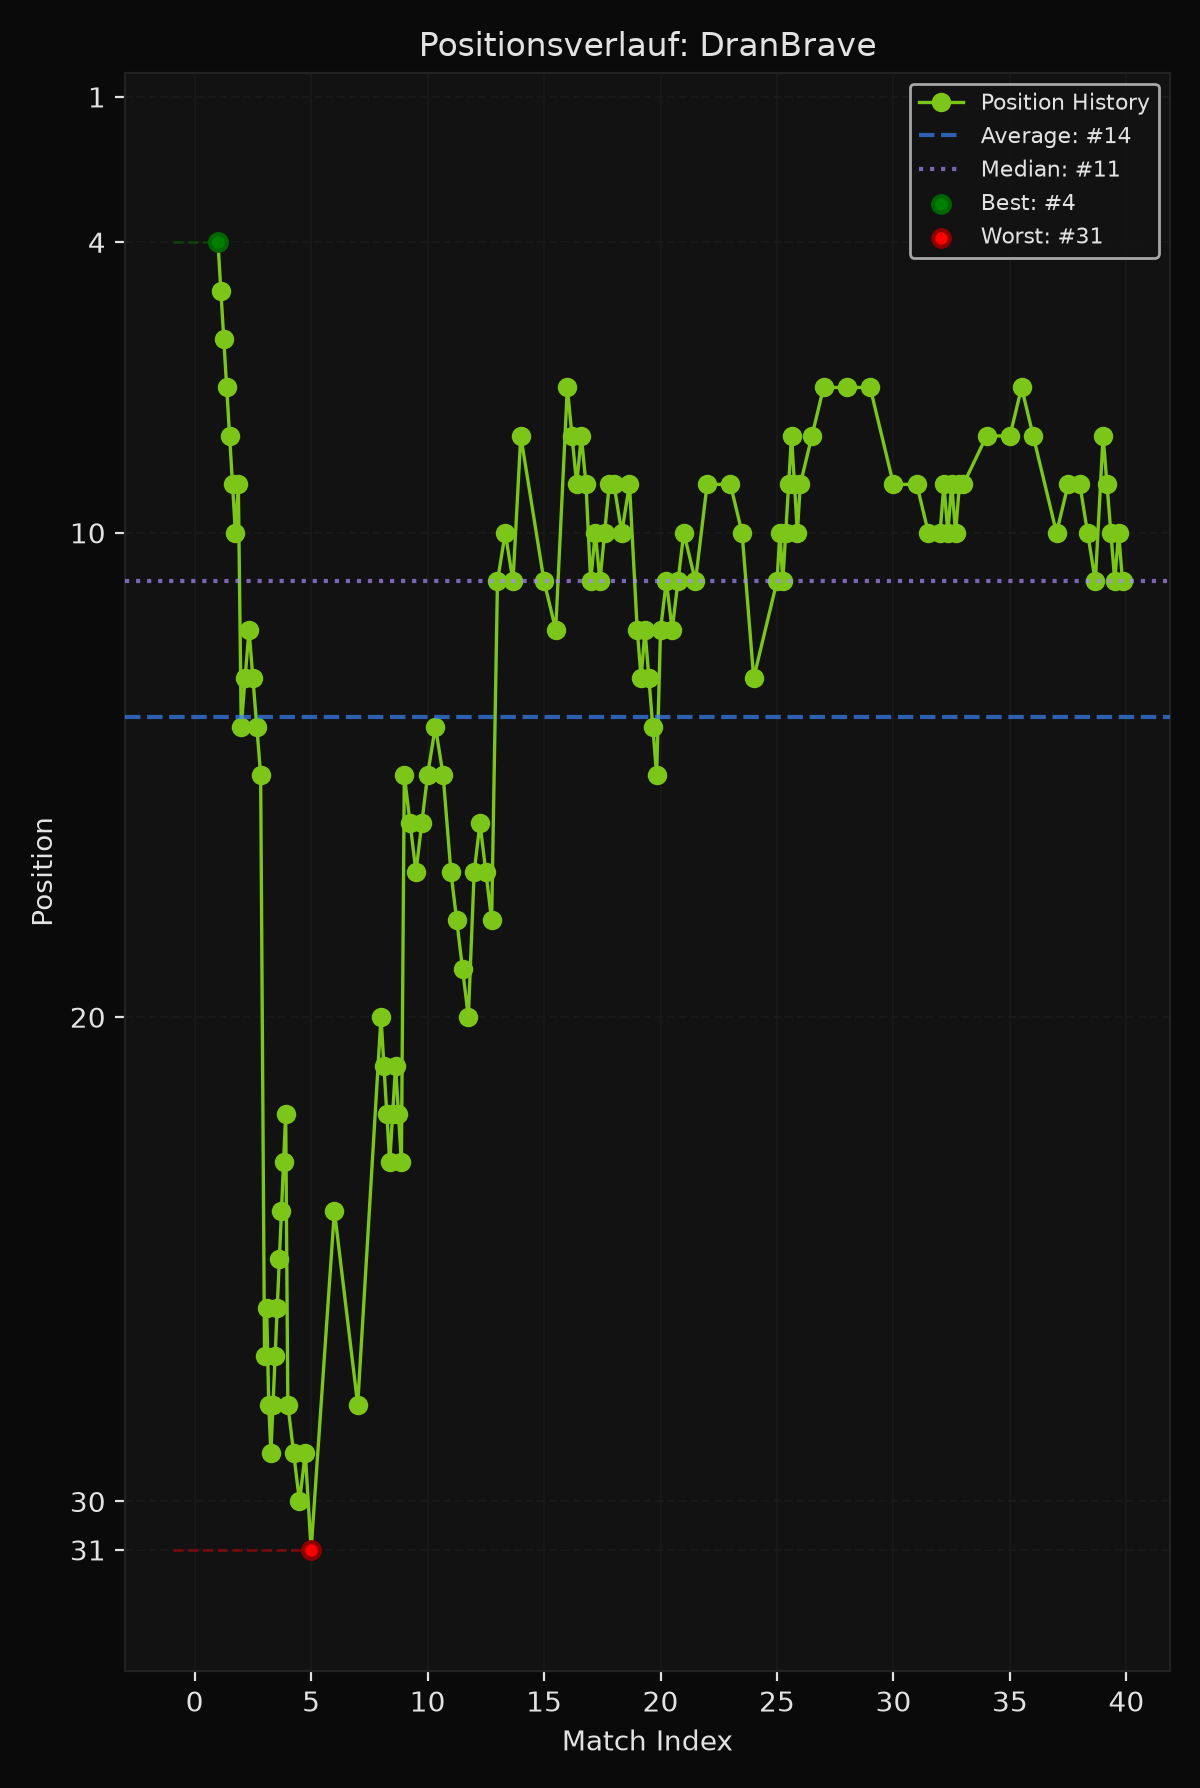 Positionsverlauf: DranBrave
Position History
Average: #14
Median: #11
Best: #4
Worst: #31
Position
1
4
10
20
30
31
0 5 10 15 20 25 30 35 40
Match Index